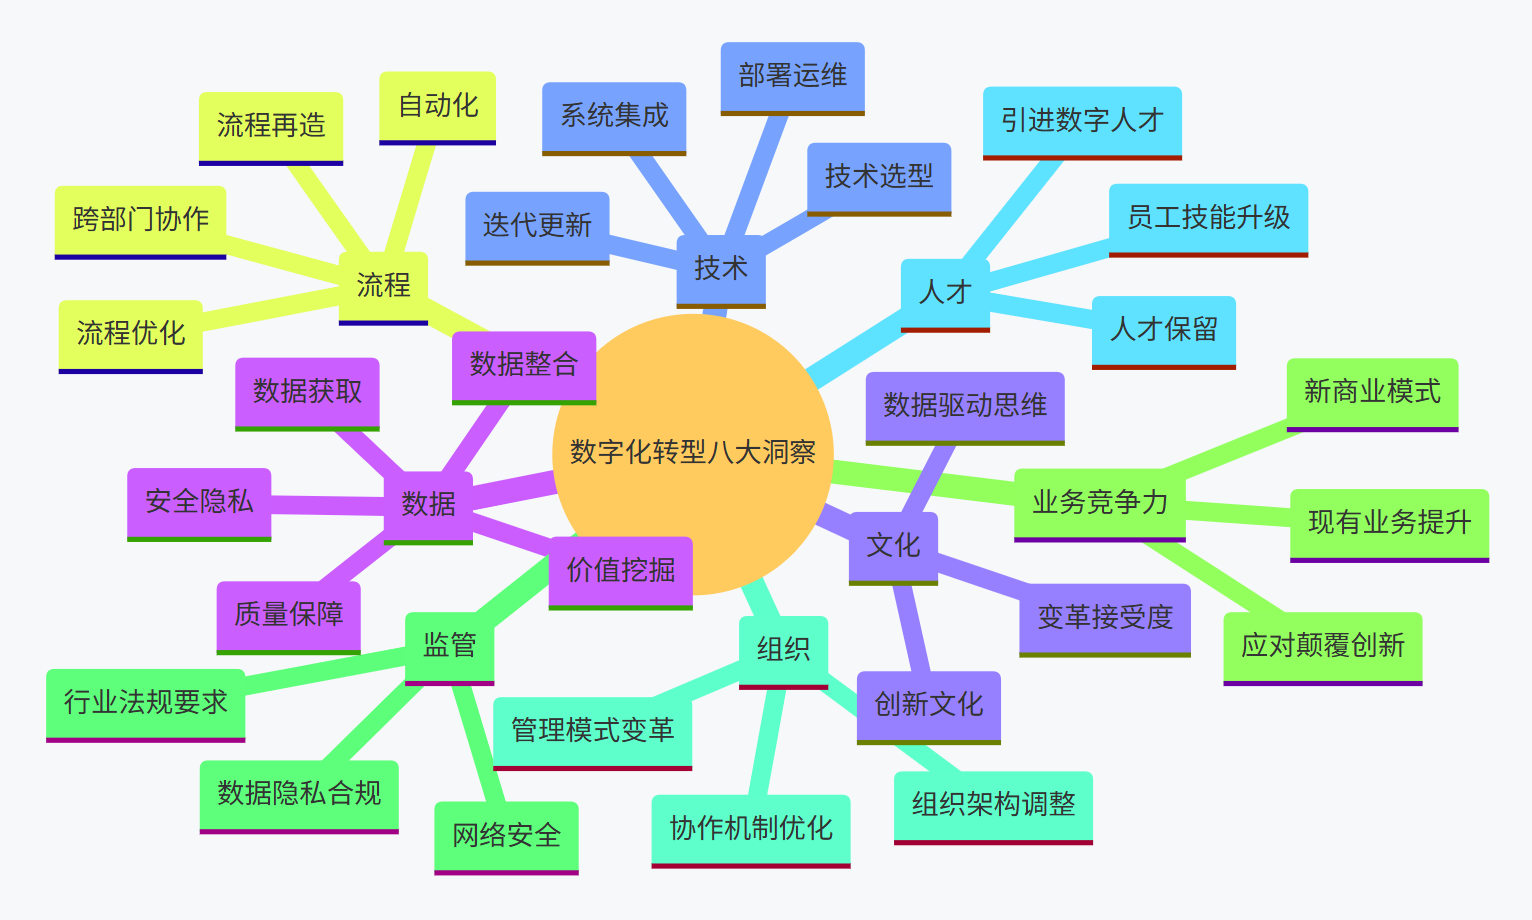 部署运维
系统集成
自动化
流程再造
引进数字人才
技术选型
跨部门协作
迭代更新
员工技能升级
技术
流程
人才
流程优化
人才保留
数据整合
数据获取
新商业模式
数据驱动思维
数字化转型八大洞察
安全隐私
数据
业务竞争力
现有业务提升
文化
价值挖掘
质量保障
变革接受度
监管
组织
应对颠覆创新
行业法规要求
创新文化
管理模式变革
数据隐私合规
组织架构调整
协作机制优化
网络安全